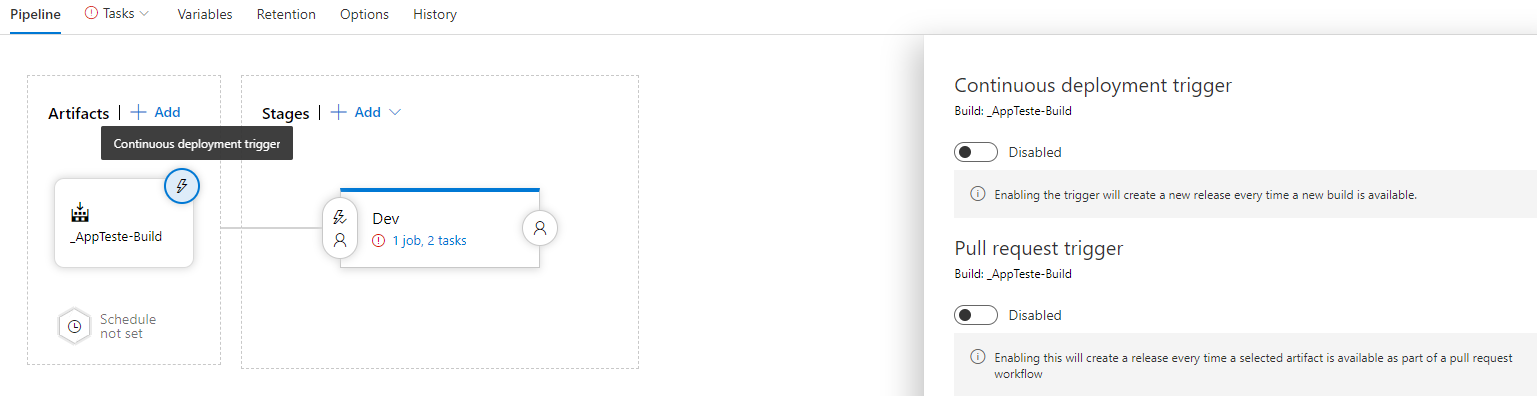 Pipeline Tasks Variables Retention Options History
Artifacts | + Add
Continuous deployment trigger
_AppTeste-Build
Schedule
not set
Stages | + Add
Dev
1 job, 2 tasks
Continuous deployment trigger
Build: _AppTeste-Build
Disabled
Enabling the trigger will create a new release every time a new build is available.
Pull request trigger
Build: _AppTeste-Build
Disabled
Enabling this will create a release every time a selected artifact is available as part of a pull request
workflow